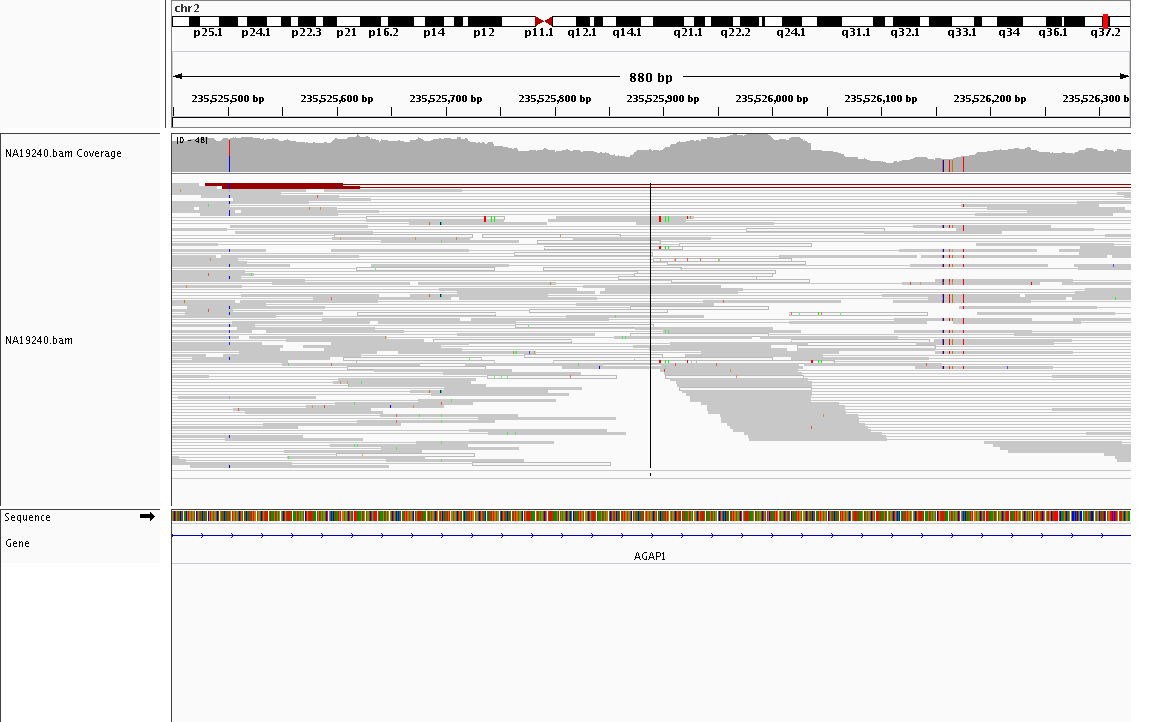 chr2
p25.1 p24.1 p22.3 p21 p16.2 p14 p12 p11.1 q12.1 q14.1 q21.1 q22.2 q24.1 q31.1 q32.1 q33.1 q34 q36.1 q37.2
880 bp
235,525,500 bp 235,525,600 bp 235,525,700 bp 235,525,800 bp 235,525,900 bp 235,526,000 bp 235,526,100 bp 235,526,200 bp 235,526,300 b
[0 - 48]
NA19240.bam Coverage
NA19240.bam
Sequence
Gene
AGAP1